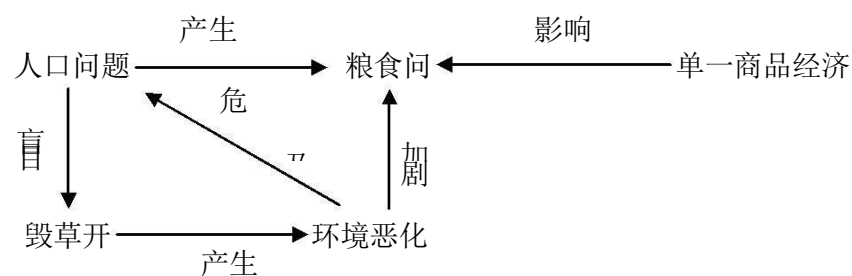 产生
影响
人口问题
粮食问
单一商品经济
危
盲目
加剧
毁草开
环境恶化
产生